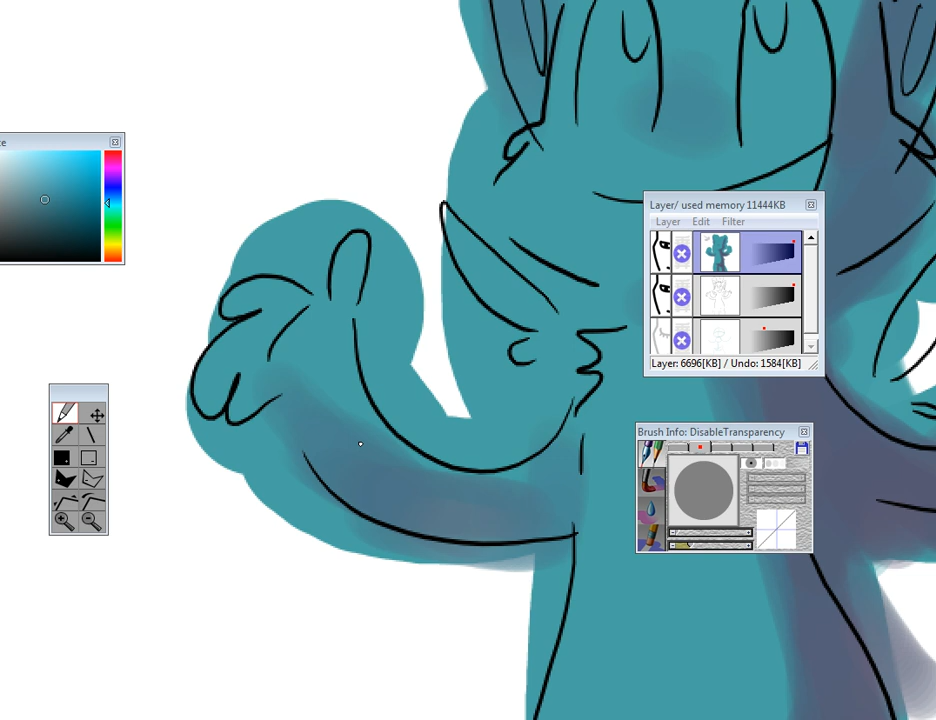 Layer/ used memory 11444KB
Layer Edit Filter
Layer: 6696[KB] / Undo: 1584[KB]
Brush Info: DisableTransparency